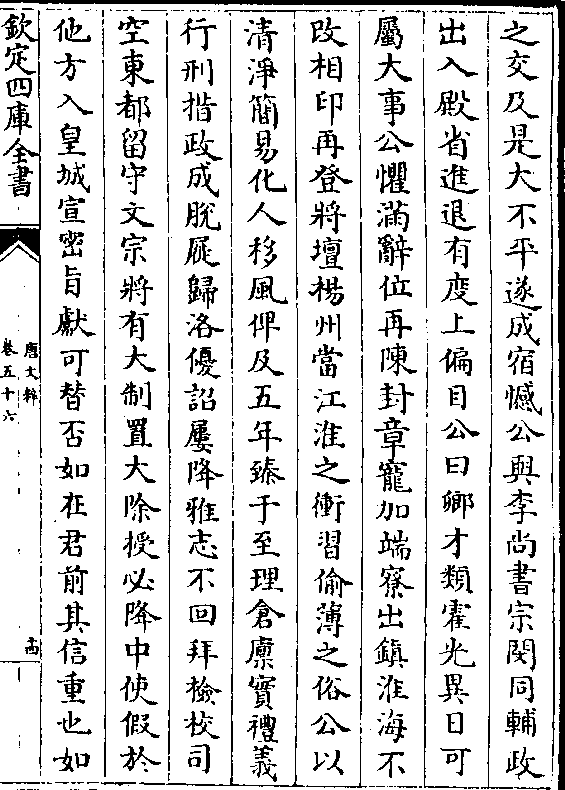 之交及是大不平遂成宿憾公與李尚書宗閔同輔政
出入殿省進退有度上偏目公曰卿才類霍光異日可
屬大事公懼滿辭位再陳封章寵加端寮出鎮淮海不
改相印再登將壇楊州當江淮之衝習偷薄之俗公以
清淨簡易化人移風俾及五年臻于至理倉廪實禮義
行刑措政成脫屣歸洛優詔屢降雅志不回拜檢校司
空東都留守文宗將有大制置大除授必降中使假於
他方入皇城宣密旨獻可替否如在君前其信重也如
欽定四庫全書
唐文粹
卷五十六